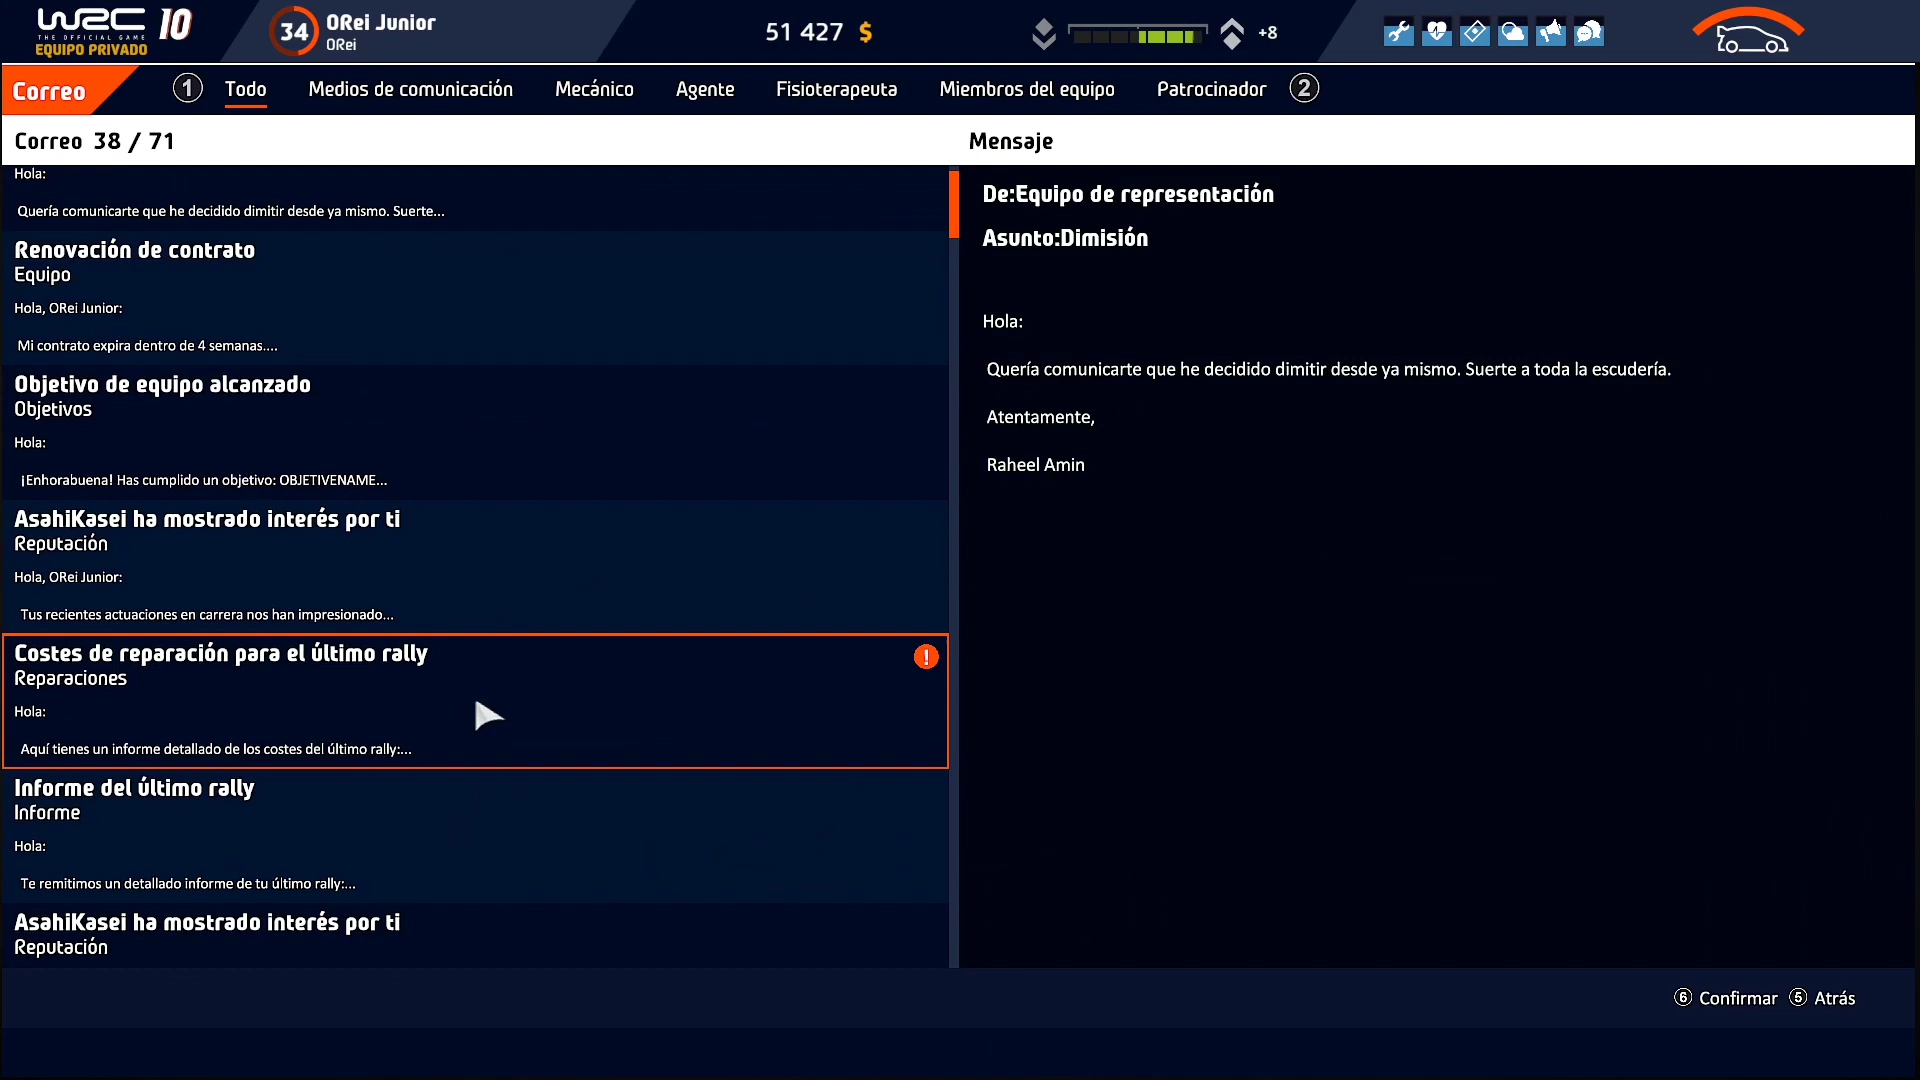 WRC 10
THE OFFICIAL GAME
EQUIPO PRIVADO
34
ORei Junior
ORei
51 427 $
+8
Correo
1
Todo
Medios de comunicación
Mecánico
Agente
Fisioterapeuta
Miembros del equipo
Patrocinador
2
Correo 38 / 71
Hola:
Quería comunicarte que he decidido dimitir desde ya mismo. Suerte...
Renovación de contrato
Equipo
Hola, ORei Junior:
Mi contrato expira dentro de 4 semanas....
Objetivo de equipo alcanzado
Objetivos
Hola:
¡Enhorabuena! Has cumplido un objetivo: OBJETIVENAME...
AsahiKasei ha mostrado interés por ti
Reputación
Hola, ORei Junior:
Tus recientes actuaciones en carrera nos han impresionado...
Costes de reparación para el último rally
!
Reparaciones
Hola:
Aquí tienes un informe detallado de los costes del último rally:...
Informe del último rally
Informe
Hola:
Te remitimos un detallado informe de tu último rally:...
AsahiKasei ha mostrado interés por ti
Reputación
Mensaje
De:Equipo de representación
Asunto:Dimisión
Hola:
Quería comunicarte que he decidido dimitir desde ya mismo. Suerte a toda la escudería.
Atentamente,
Raheel Amin
6 Confirmar 5 Atrás